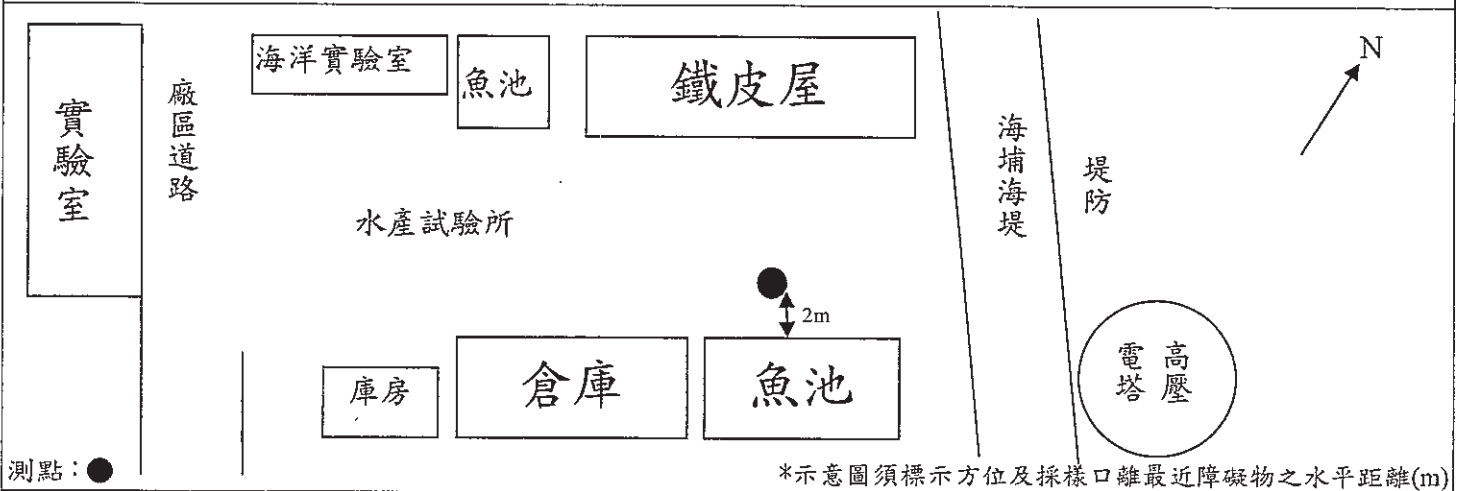 海洋實驗室
魚池
鐵皮屋
N
實驗室
廠區道路
海埔海堤
堤防
水產試驗所
2m
庫房
倉庫
魚池
高壓
電塔
測點：●
*示意圖須標示方位及採樣口離最近障礙物之水平距離(m)